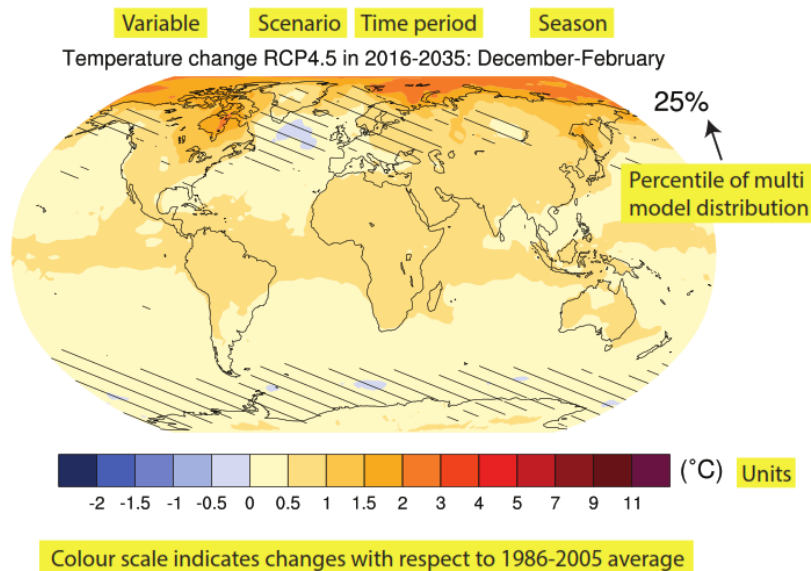 Variable Scenario Time period Season
Temperature change RCP4.5 in 2016-2035: December-February
25%
Percentile of multi
model distribution
-2 -1.5 -1 -0.5 0 0.5 1 1.5 2 3 4 5 7 9 11 (°C) Units
Colour scale indicates changes with respect to 1986-2005 average